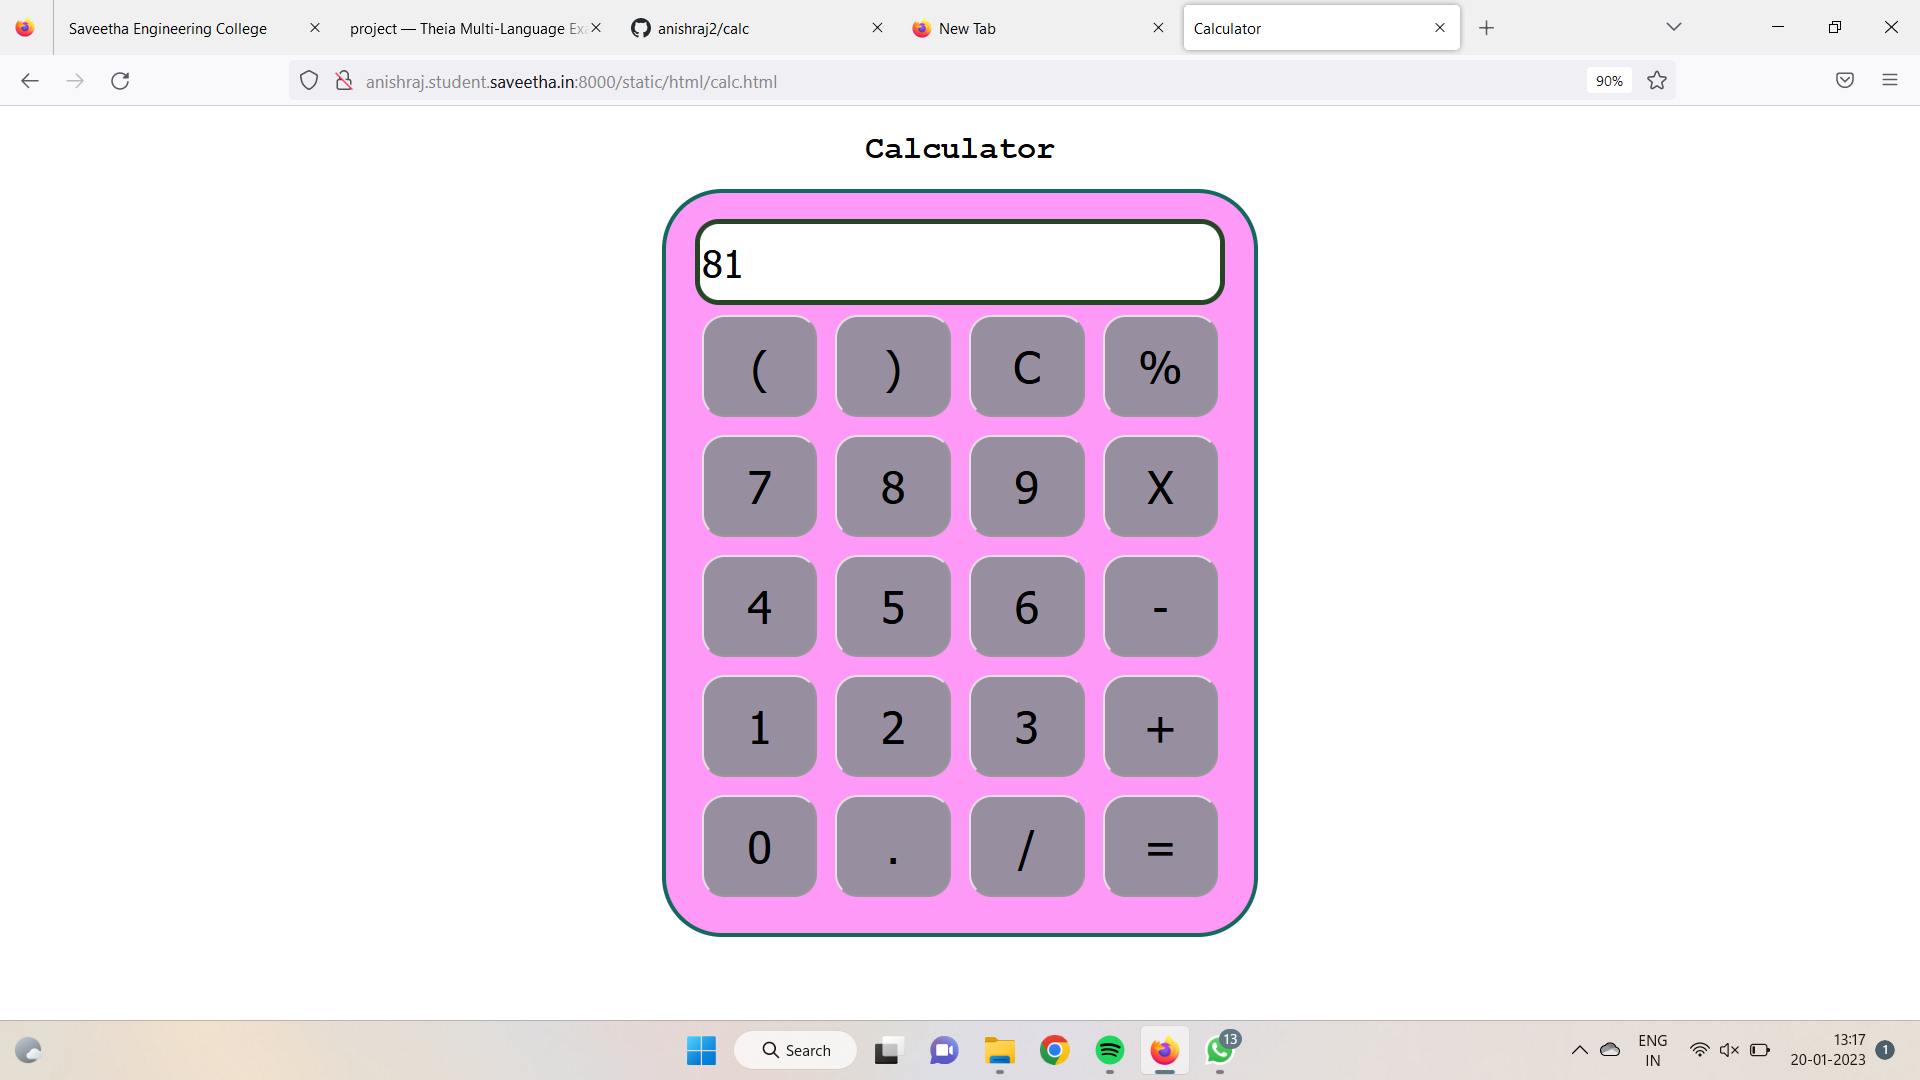 Saveetha Engineering College
project — Theia Multi-Language Ex
anishraj2/calc
New Tab
Calculator
anishraj.student.saveetha.in:8000/static/html/calc.html
90%
Calculator
81
( ) C %
7 8 9 X
4 5 6 -
1 2 3 +
0 . / =
Search
13
ENG
IN
13:17
20-01-2023
1